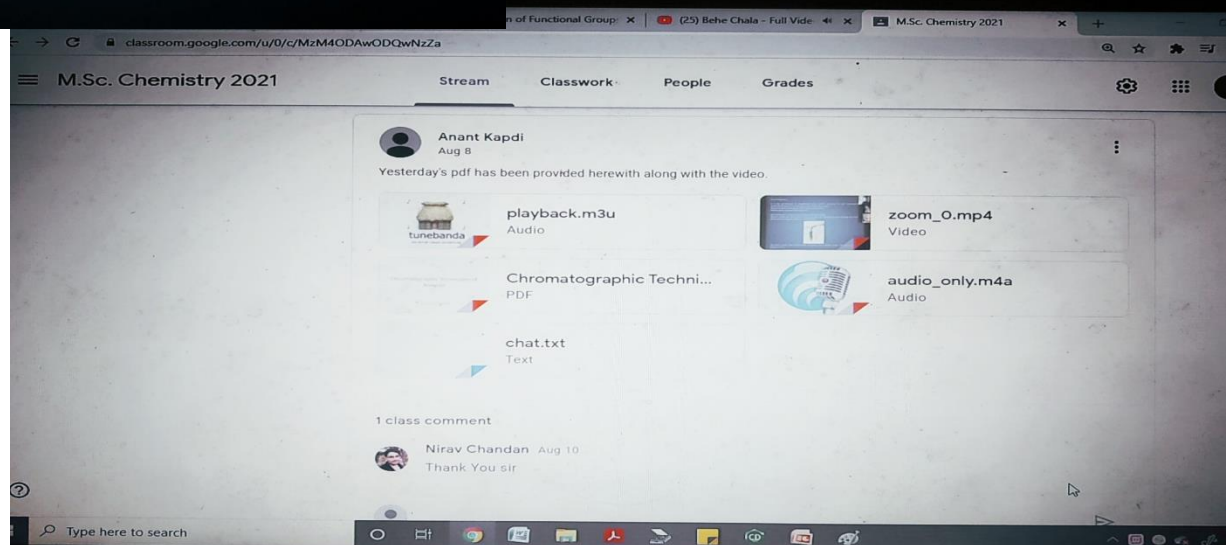 n of Functional Group:
(25) Behe Chala - Full Vide
M.Sc. Chemistry 2021
classroom.google.com/u/0/c/MzM4ODAwODQwNzZa
M.Sc. Chemistry 2021
Stream Classwork People Grades
Anant Kapdi
Aug 8
Yesterday's pdf has been provided herewith along with the video.
tunebanda
playback.m3u
Audio
zoom_0.mp4
Video
Chromatographic Techni...
PDF
audio_only.m4a
Audio
chat.txt
Text
1 class comment
Nirav Chandan Aug 10
Thank You sir
Type here to search